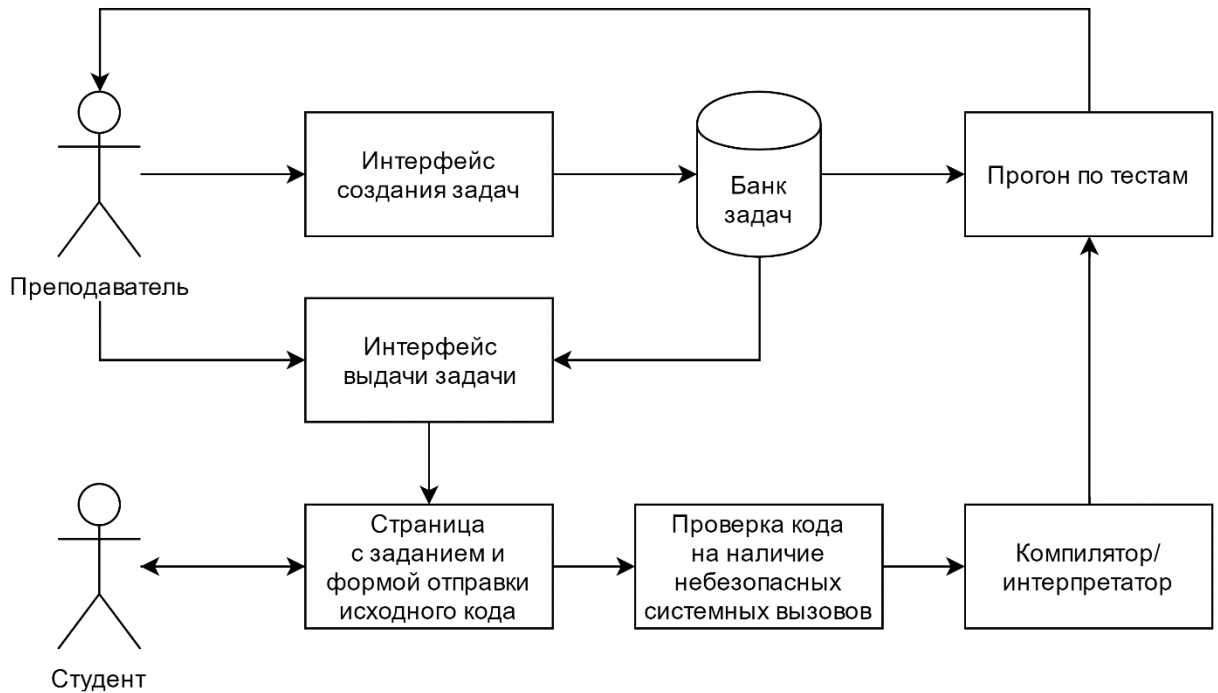 Интерфейс
создания задач
Банк
задач
Прогон по тестам
Преподаватель
Интерфейс
выдачи задачи
Страница
с заданием и
формой отправки
исходного кода
Проверка кода
на наличие
небезопасных
системных вызовов
Компилятор/
интерпретатор
Студент